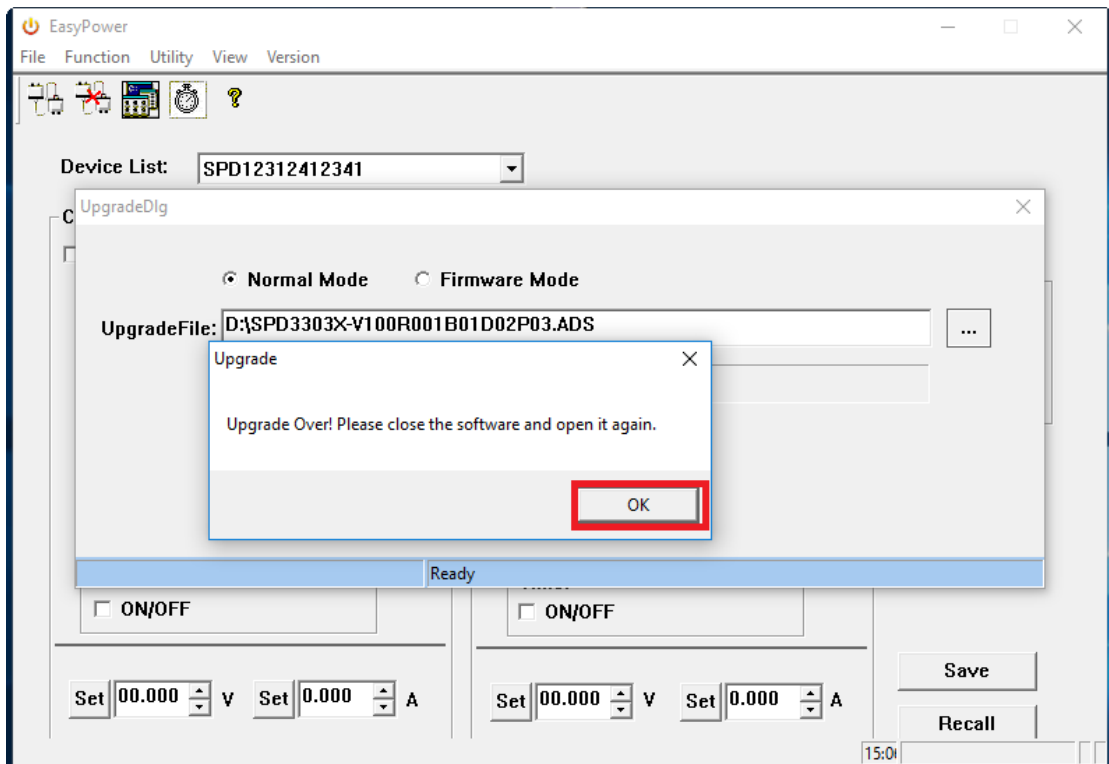 EasyPower
File Function Utility View Version
Device List: SPD12312412341
UpgradeDlg
C
Normal Mode Firmware Mode
UpgradeFile: D:\SPD3303X-V100R001B01D02P03.ADS ...
Upgrade
Upgrade Over! Please close the software and open it again.
OK
Ready
ON/OFF ON/OFF
Set 00.000 V Set 0.000 A Set 00.000 V Set 0.000 A
Save
Recall